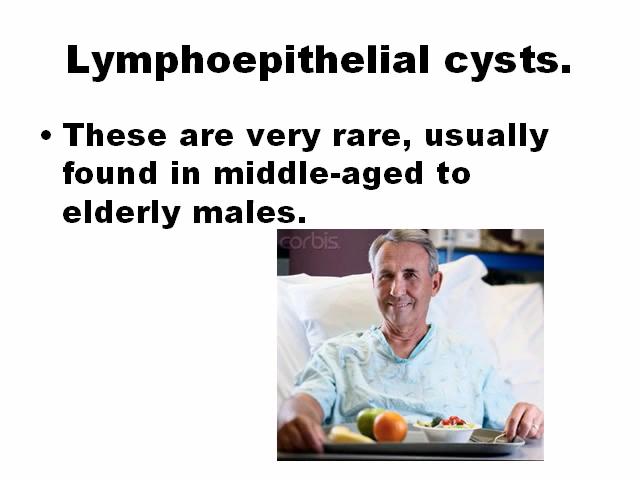 Lymphoepithelial cysts.
• These are very rare, usually
found in middle-aged to
elderly males.
corbis.